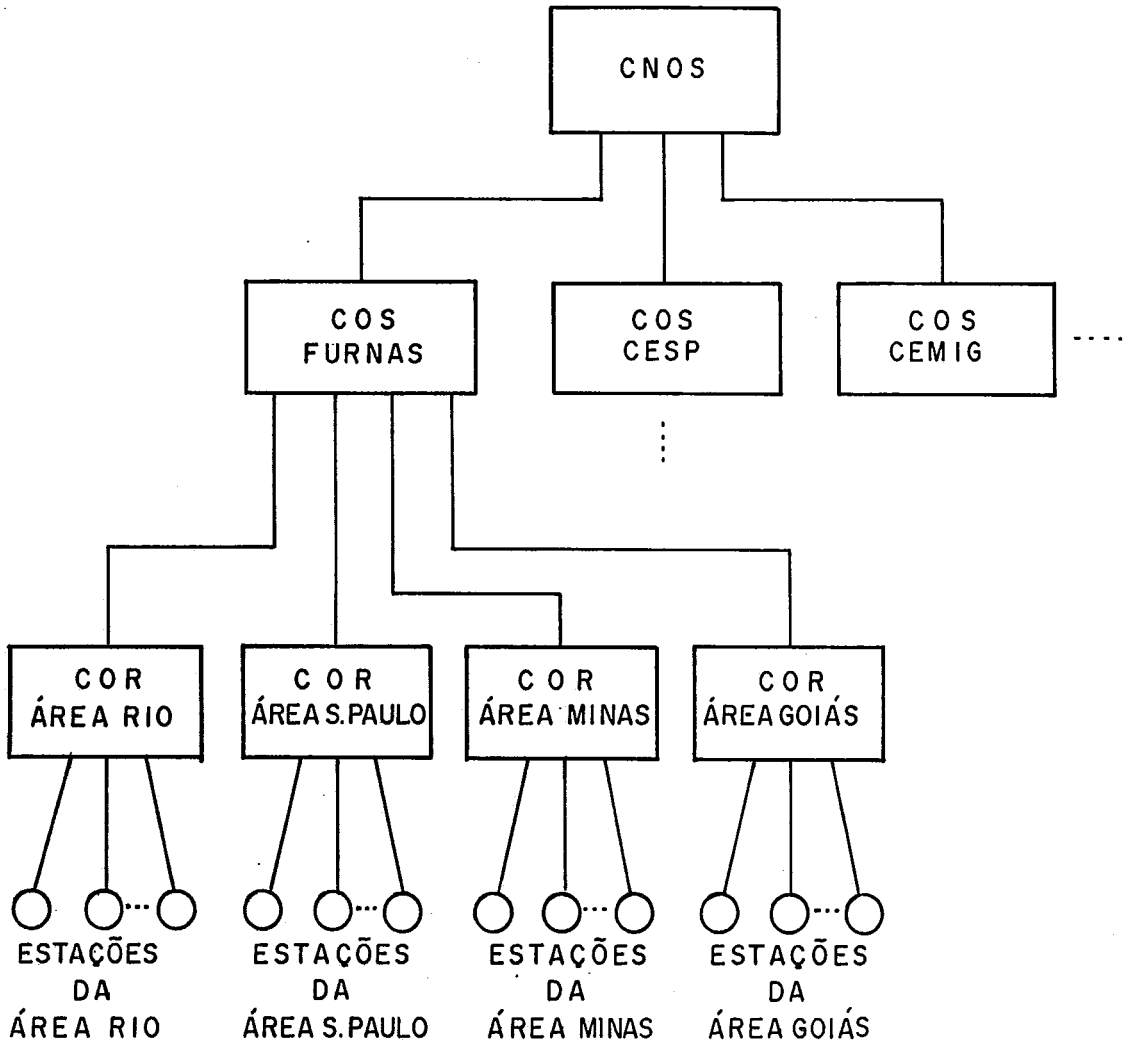 CNOS
COS
FURNAS
COS
CESP
COS
CEMIG
COR
ÁREA RIO
COR
ÁREA S.PAULO
COR
ÁREA MINAS
COR
ÁREA GOIÁS
ESTAÇÕES
DA
ÁREA RIO
ESTAÇÕES
DA
ÁREA S.PAULO
ESTAÇÕES
DA
ÁREA MINAS
ESTAÇÕES
DA
ÁREA GOIÁS